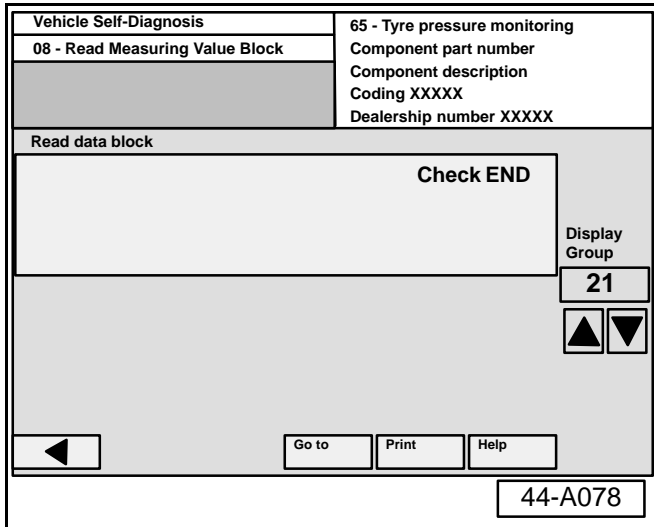 Vehicle Self-Diagnosis
08 - Read Measuring Value Block
65 - Tyre pressure monitoring
Component part number
Component description
Coding XXXXX
Dealership number XXXXX
Read data block
Check END
Display
Group
21
Go to
Print
Help
44-A078